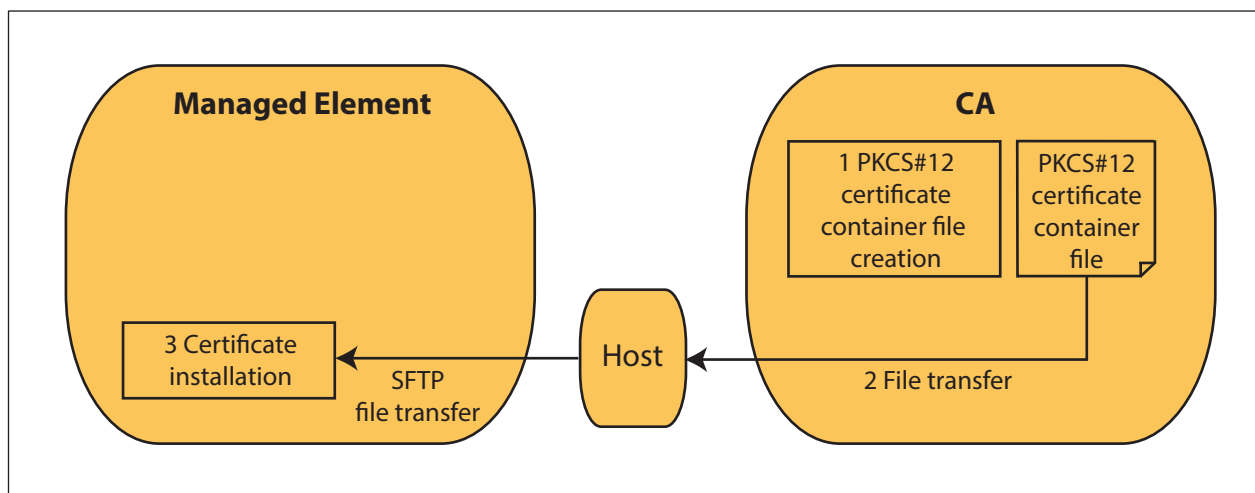 Managed Element
CA
1 PKCS#12
certificate
container file
creation
PKCS#12
certificate
container
file
3 Certificate
installation
SFTP
file transfer
Host
2 File transfer